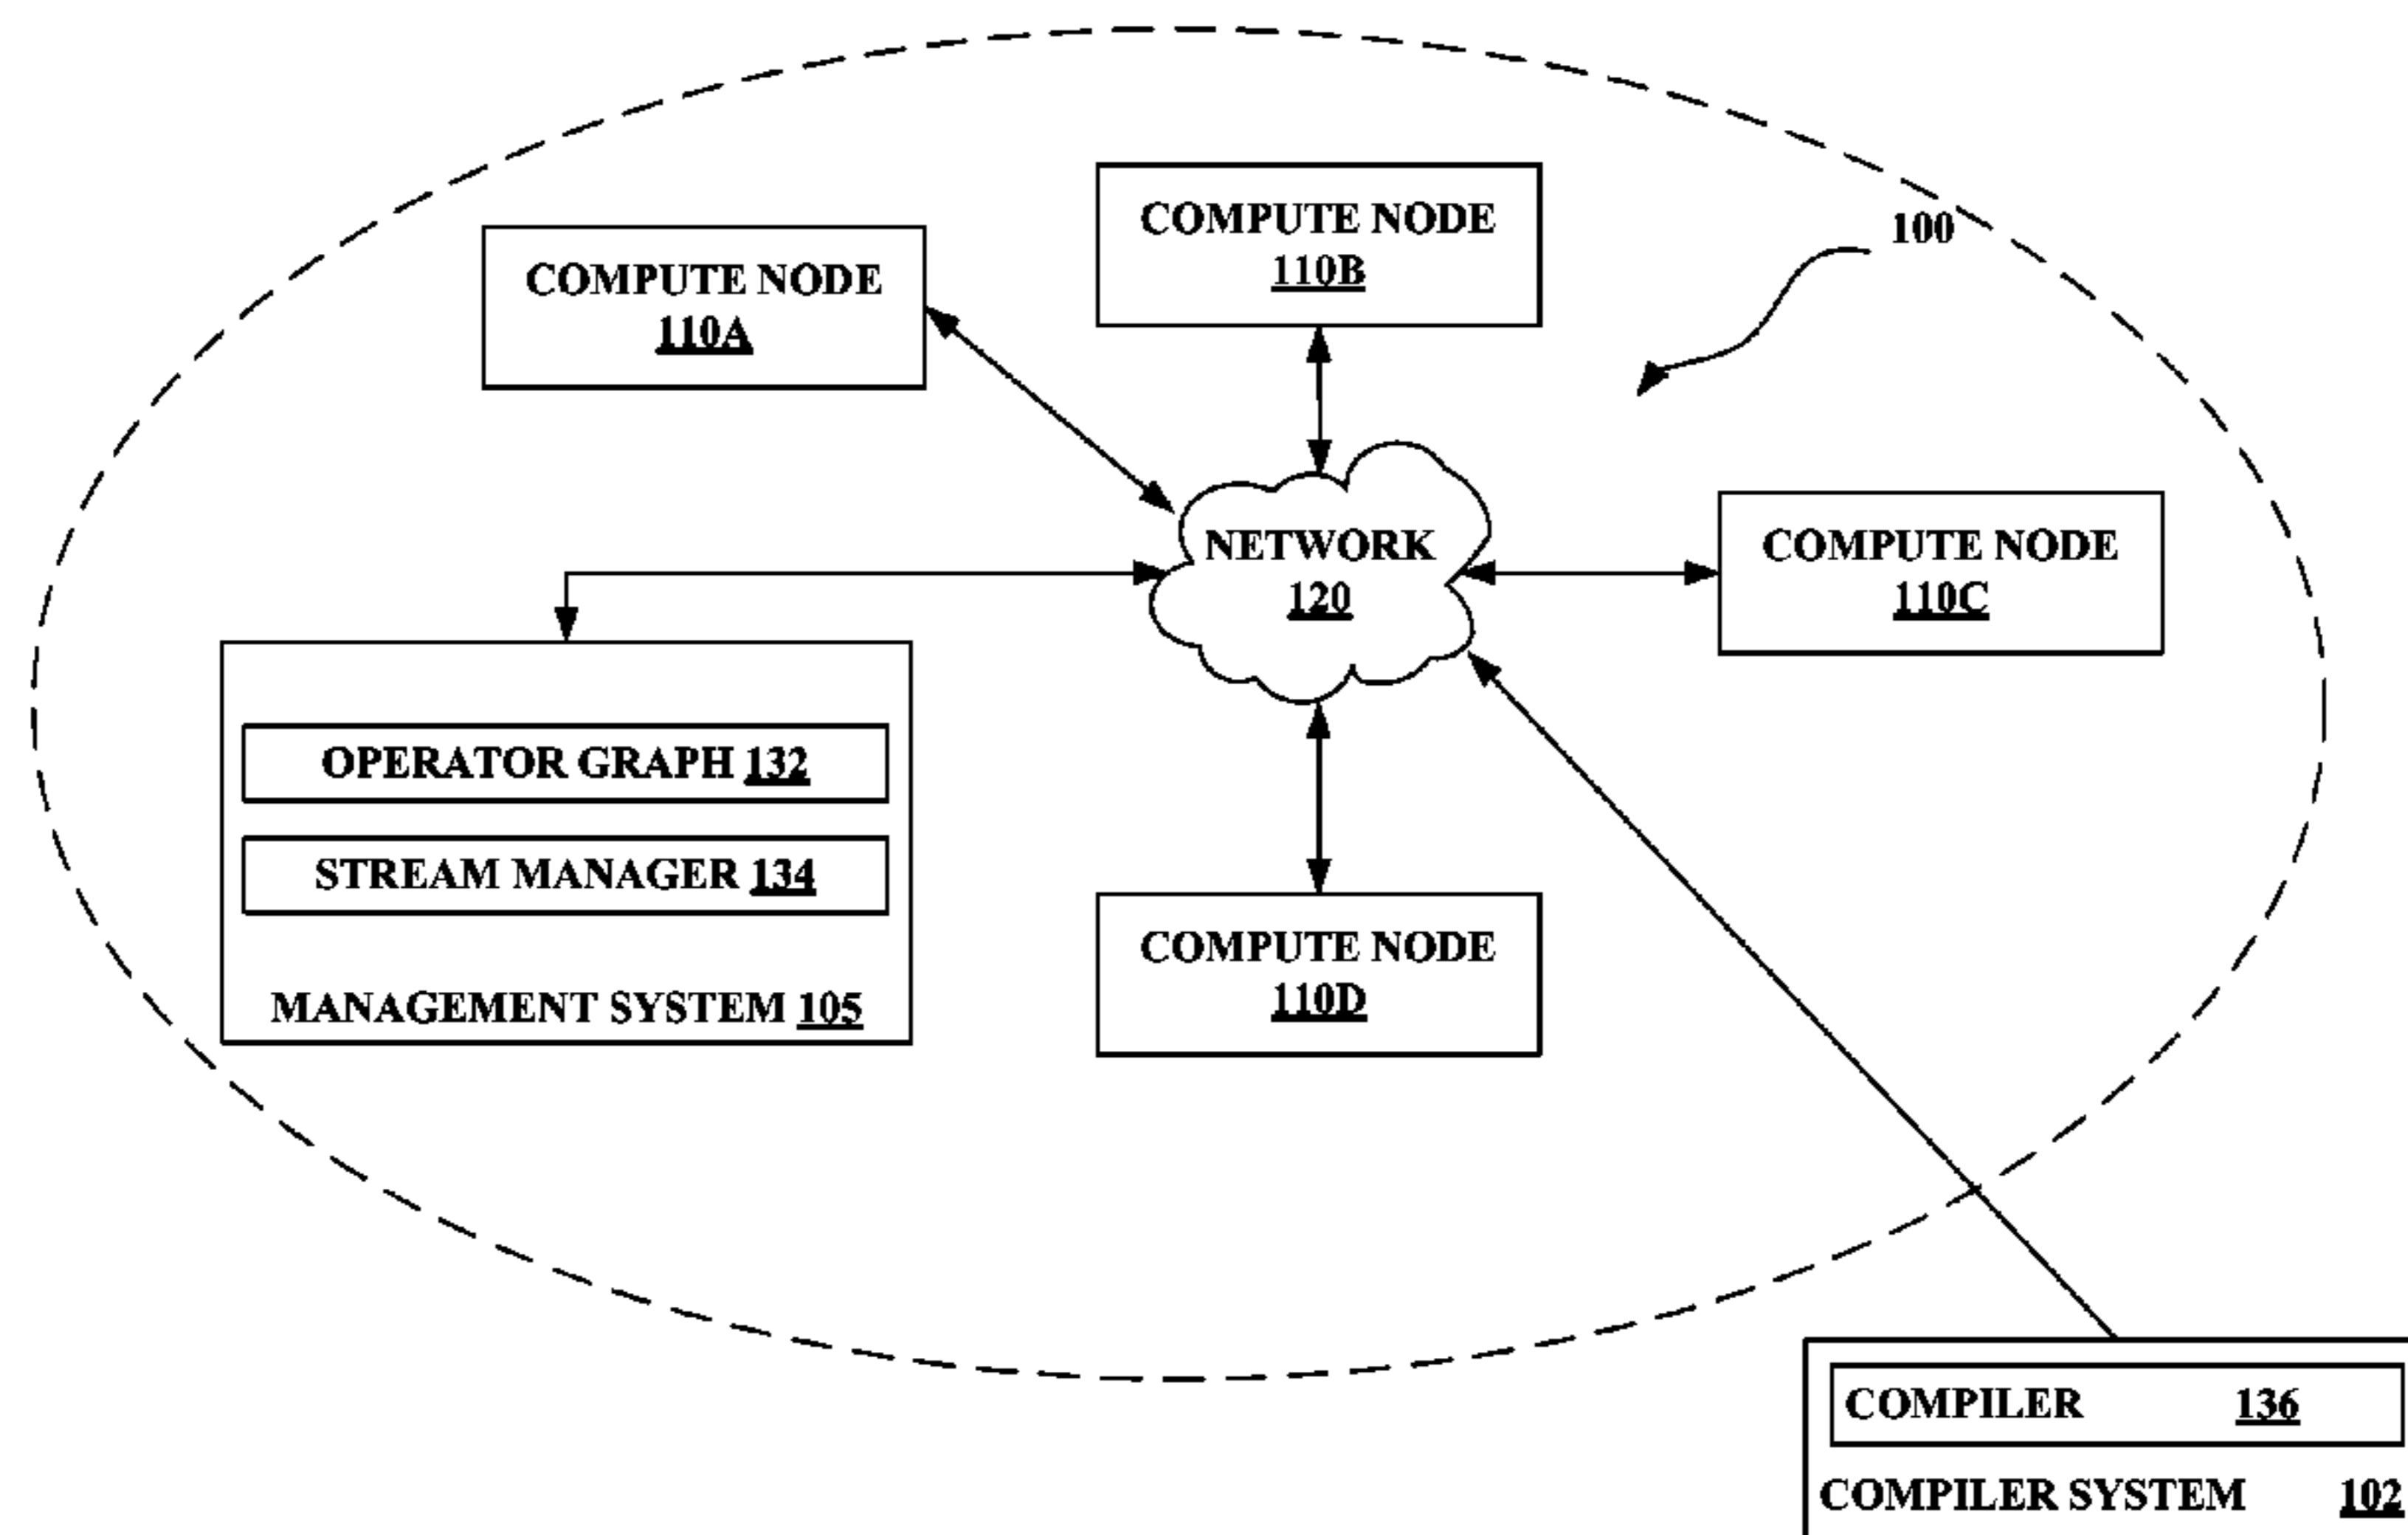 COMPUTE NODE
110B
100
COMPUTE NODE
110A
NETWORK
120
COMPUTE NODE
110C
OPERATOR GRAPH 132
STREAM MANAGER 134
MANAGEMENT SYSTEM 105
COMPUTE NODE
110D
COMPILER 136
COMPILER SYSTEM 102